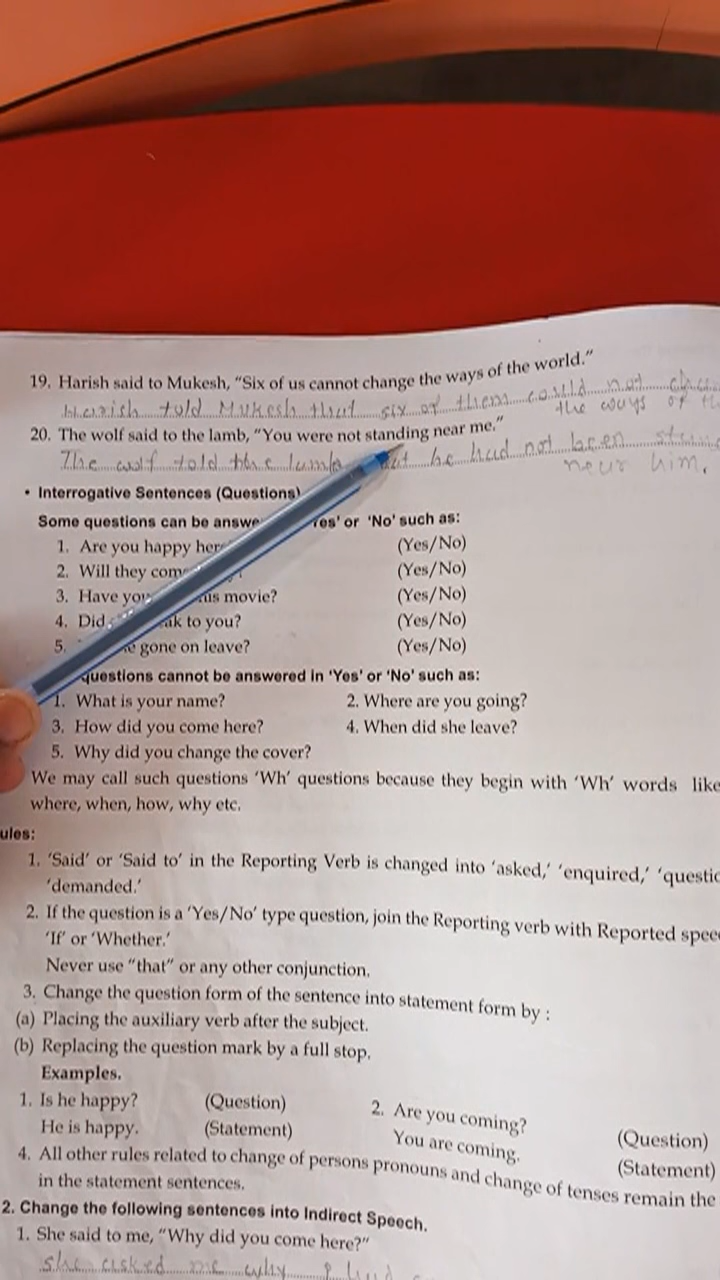 19. Harish said to Mukesh, “Six of us cannot change the ways of the world.”
Harish told Mukesh that six of them could not
the ways of
20. The wolf said to the lamb, “You were not standing near me.”
The wolf told the lamb he had not been
near him.
• Interrogative Sentences (Questions)
Some questions can be or 'No' such as:
1. Are you happy (Yes/No)
2. Will they (Yes/No)
3. Have movie? (Yes/No)
4. Did to you? (Yes/No)
5. gone on leave? (Yes/No)
questions cannot be answered in 'Yes' or 'No' such as:
1. What is your name? 2. Where are you going?
3. How did you come here? 4. When did she leave?
5. Why did you change the cover?
We may call such questions ‘Wh’ questions because they begin with ‘Wh’ words like
where, when, how, why etc.
ules:
1. ‘Said’ or ‘Said to’ in the Reporting Verb is changed into ‘asked,’ ‘enquired,’
‘demanded.’
2. If the question is a ‘Yes/No’ type question, join the Reporting verb with Reported
‘If’ or ‘Whether.’
Never use “that” or any other conjunction.
3. Change the question form of the sentence into statement form by :
(a) Placing the auxiliary verb after the subject.
(b) Replacing the question mark by a full stop.
Examples.
1. Is he happy? (Question) 2. Are you coming? (Question)
He is happy. (Statement) You are coming. (Statement)
4. All other rules related to change of persons pronouns and change of tenses remain the
in the statement sentences.
2. Change the following sentences into Indirect Speech.
1. She said to me, “Why did you come here?”
She asked me why I had